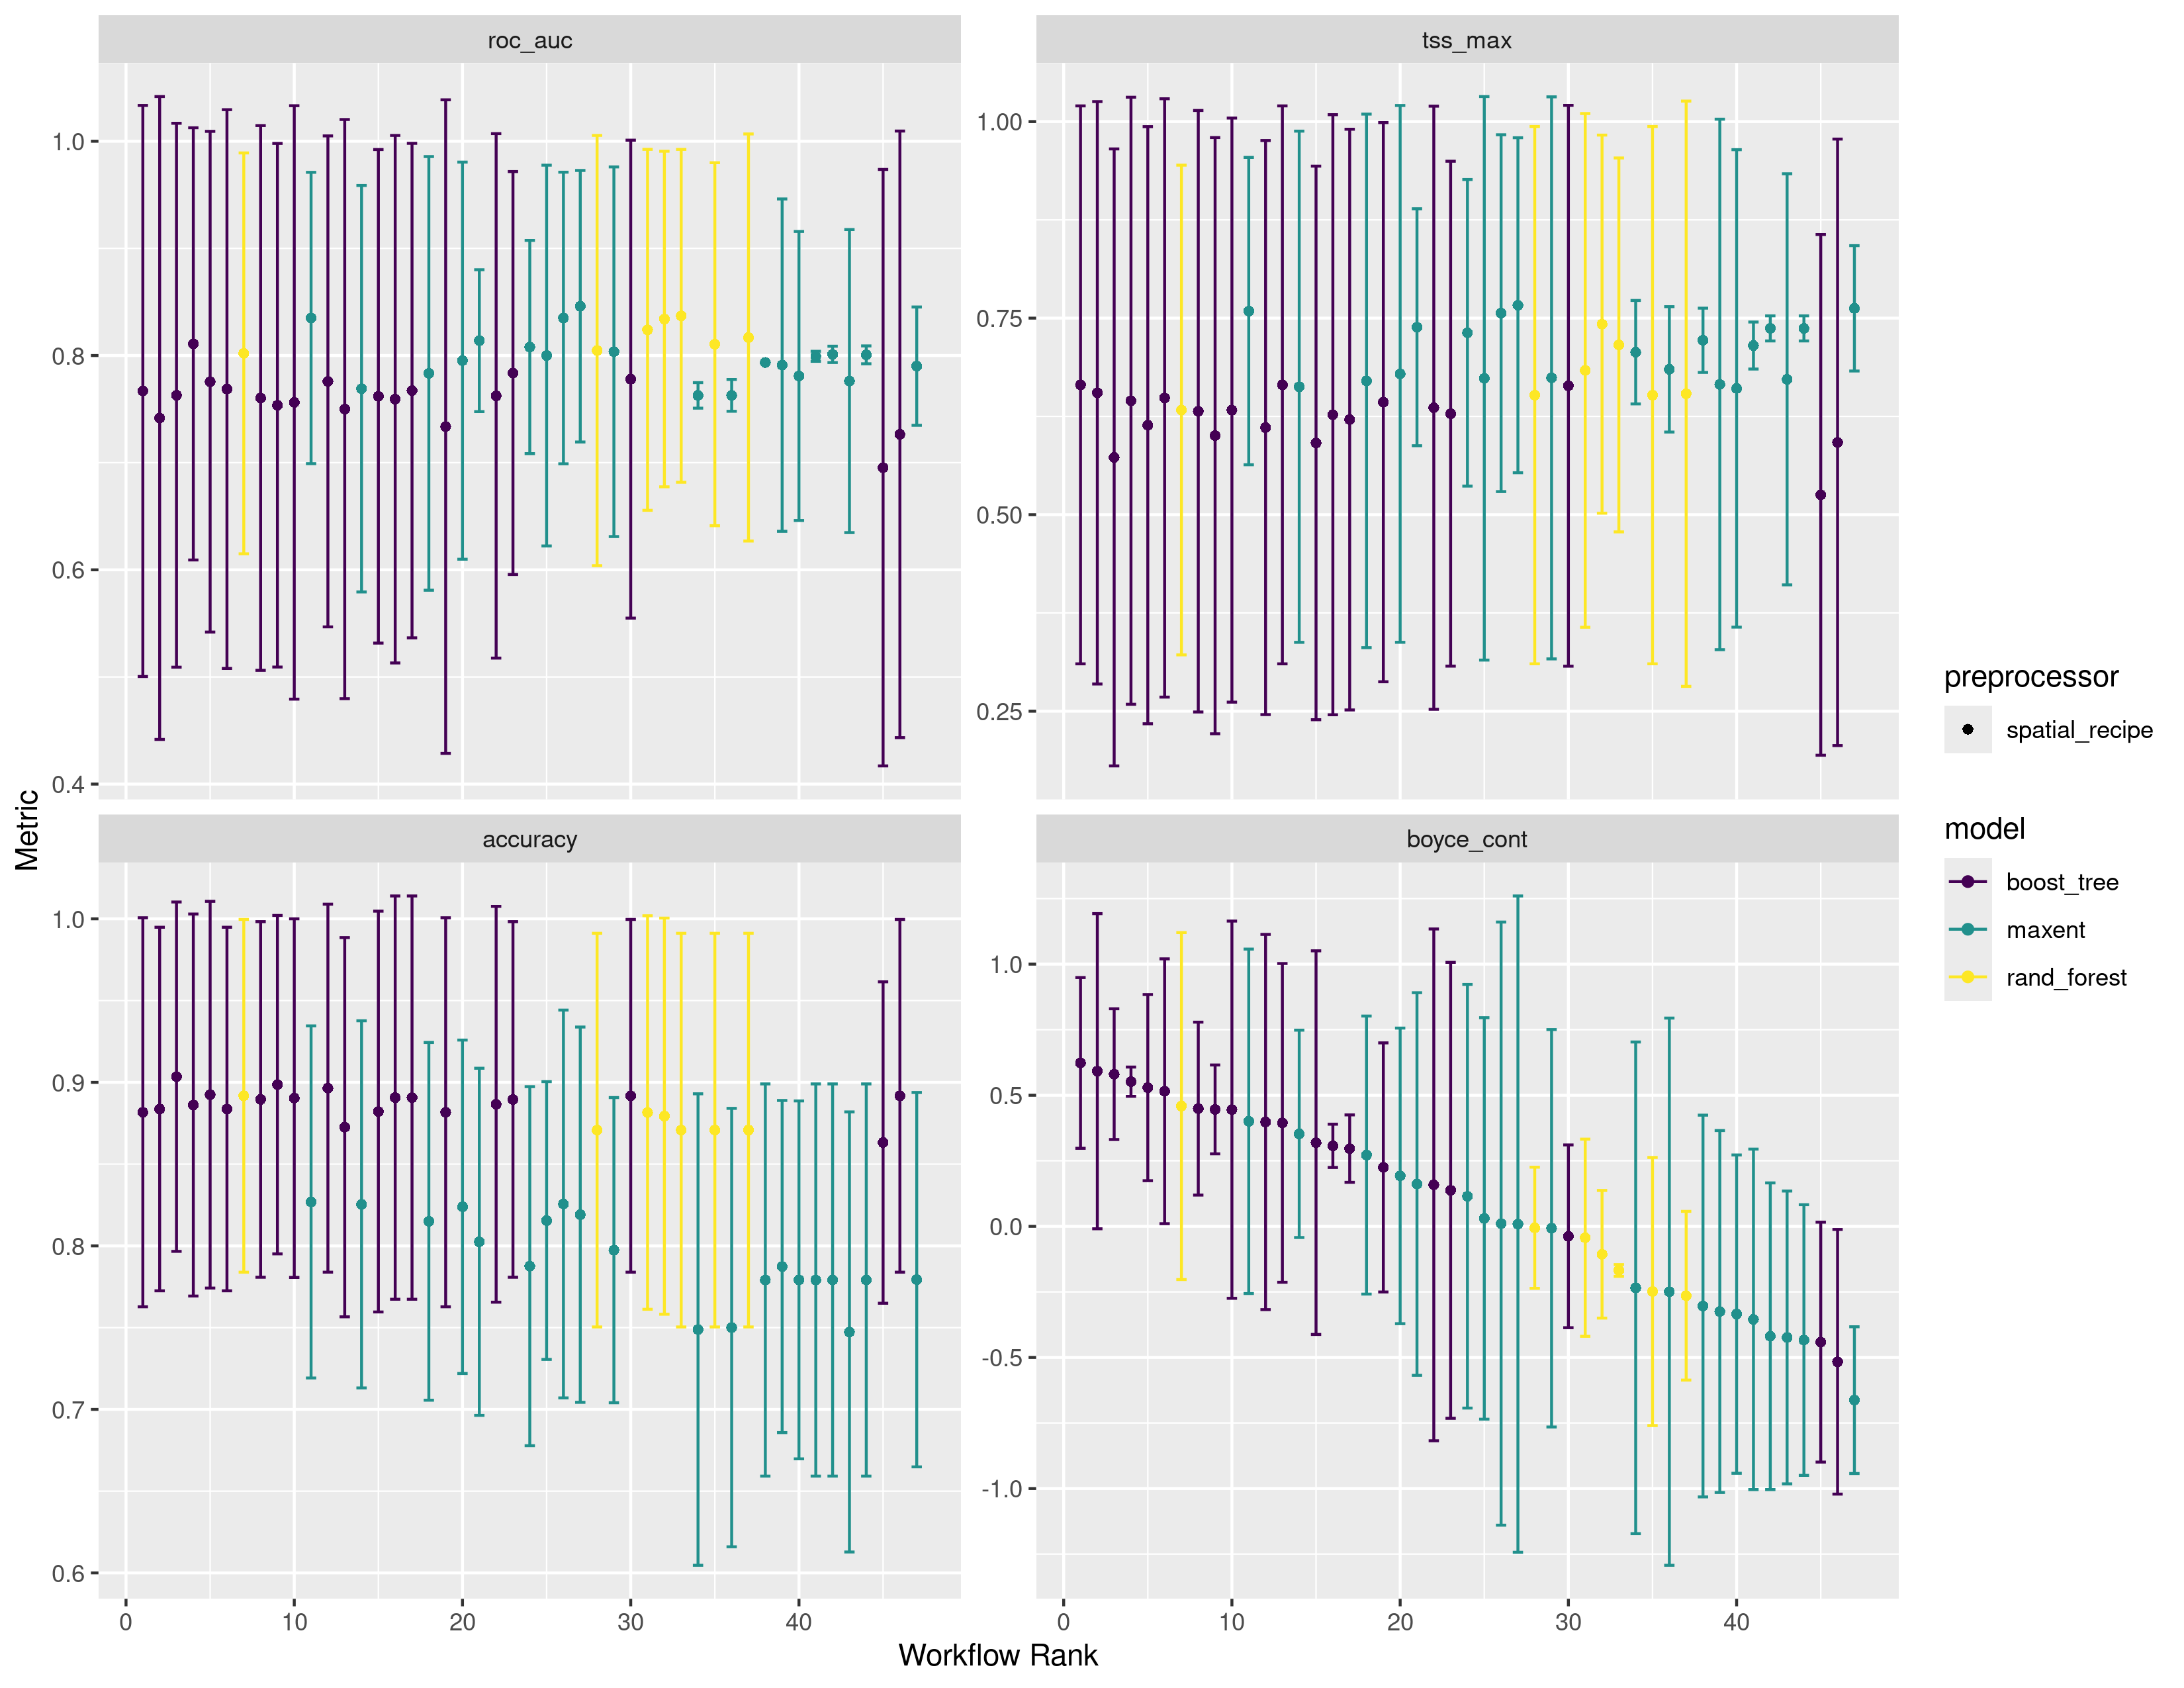 roc_auc
tss_max
1.0
0.8
0.6
0.4
1.00
0.75
0.50
0.25
Metric
accuracy
boyce_cont
1.0
0.9
0.8
0.7
0.6
1.0
0.5
0.0
-0.5
-1.0
0 10 20 30 40
0 10 20 30 40
Workflow Rank
preprocessor
spatial_recipe
model
boost_tree
maxent
rand_forest